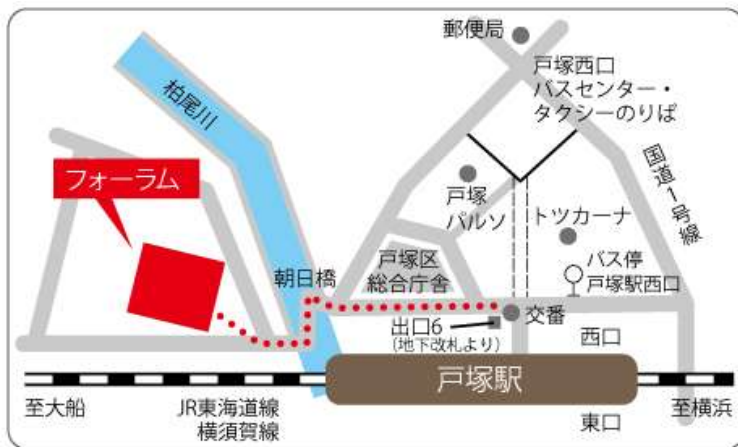 郵便局
戸塚西口
バスセンター・
タクシーのりば
柏尾川
国道1号線
フォーラム
戸塚
パルソ
トツカーナ
戸塚区
総合庁舎
バス停
戸塚駅西口
朝日橋
交番
出口6
(地下改札より)
西口
戸塚駅
至大船
JR東海道線
横須賀線
東口
至横浜